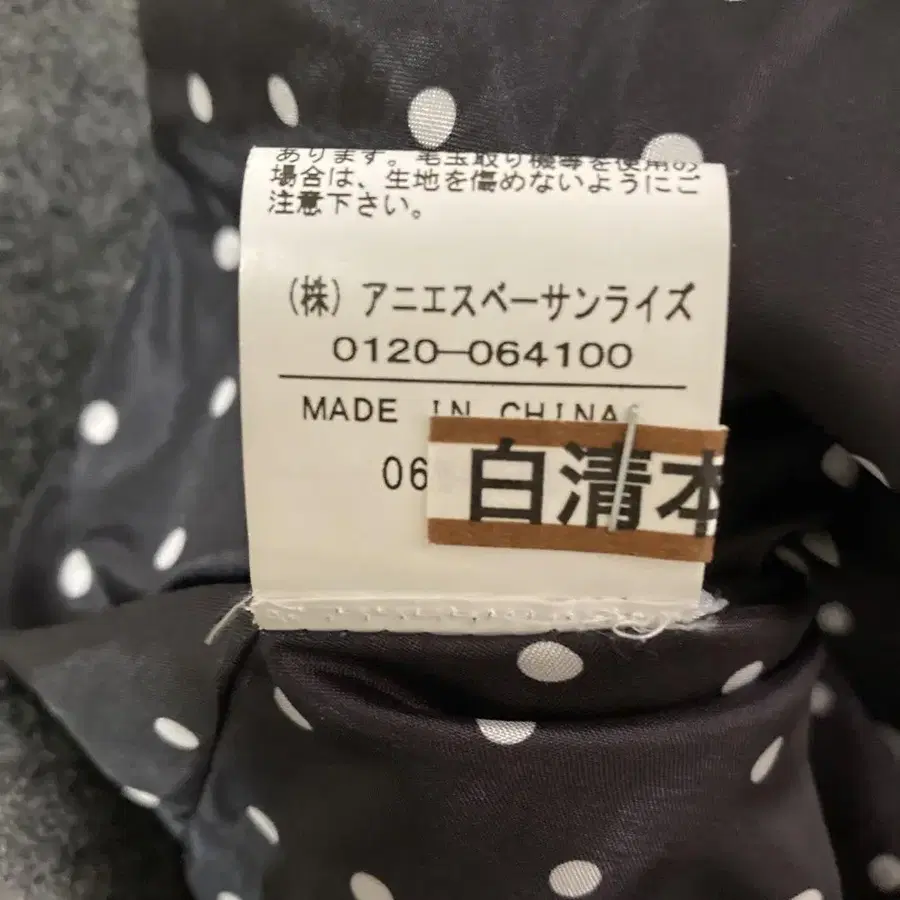 あります。毛玉取り機等を使用の
場合は、生地を傷めないようにご
注意下さい。
(株) アニエスベーサンライズ
0120-064100
MADE IN CHINA
06
白清本